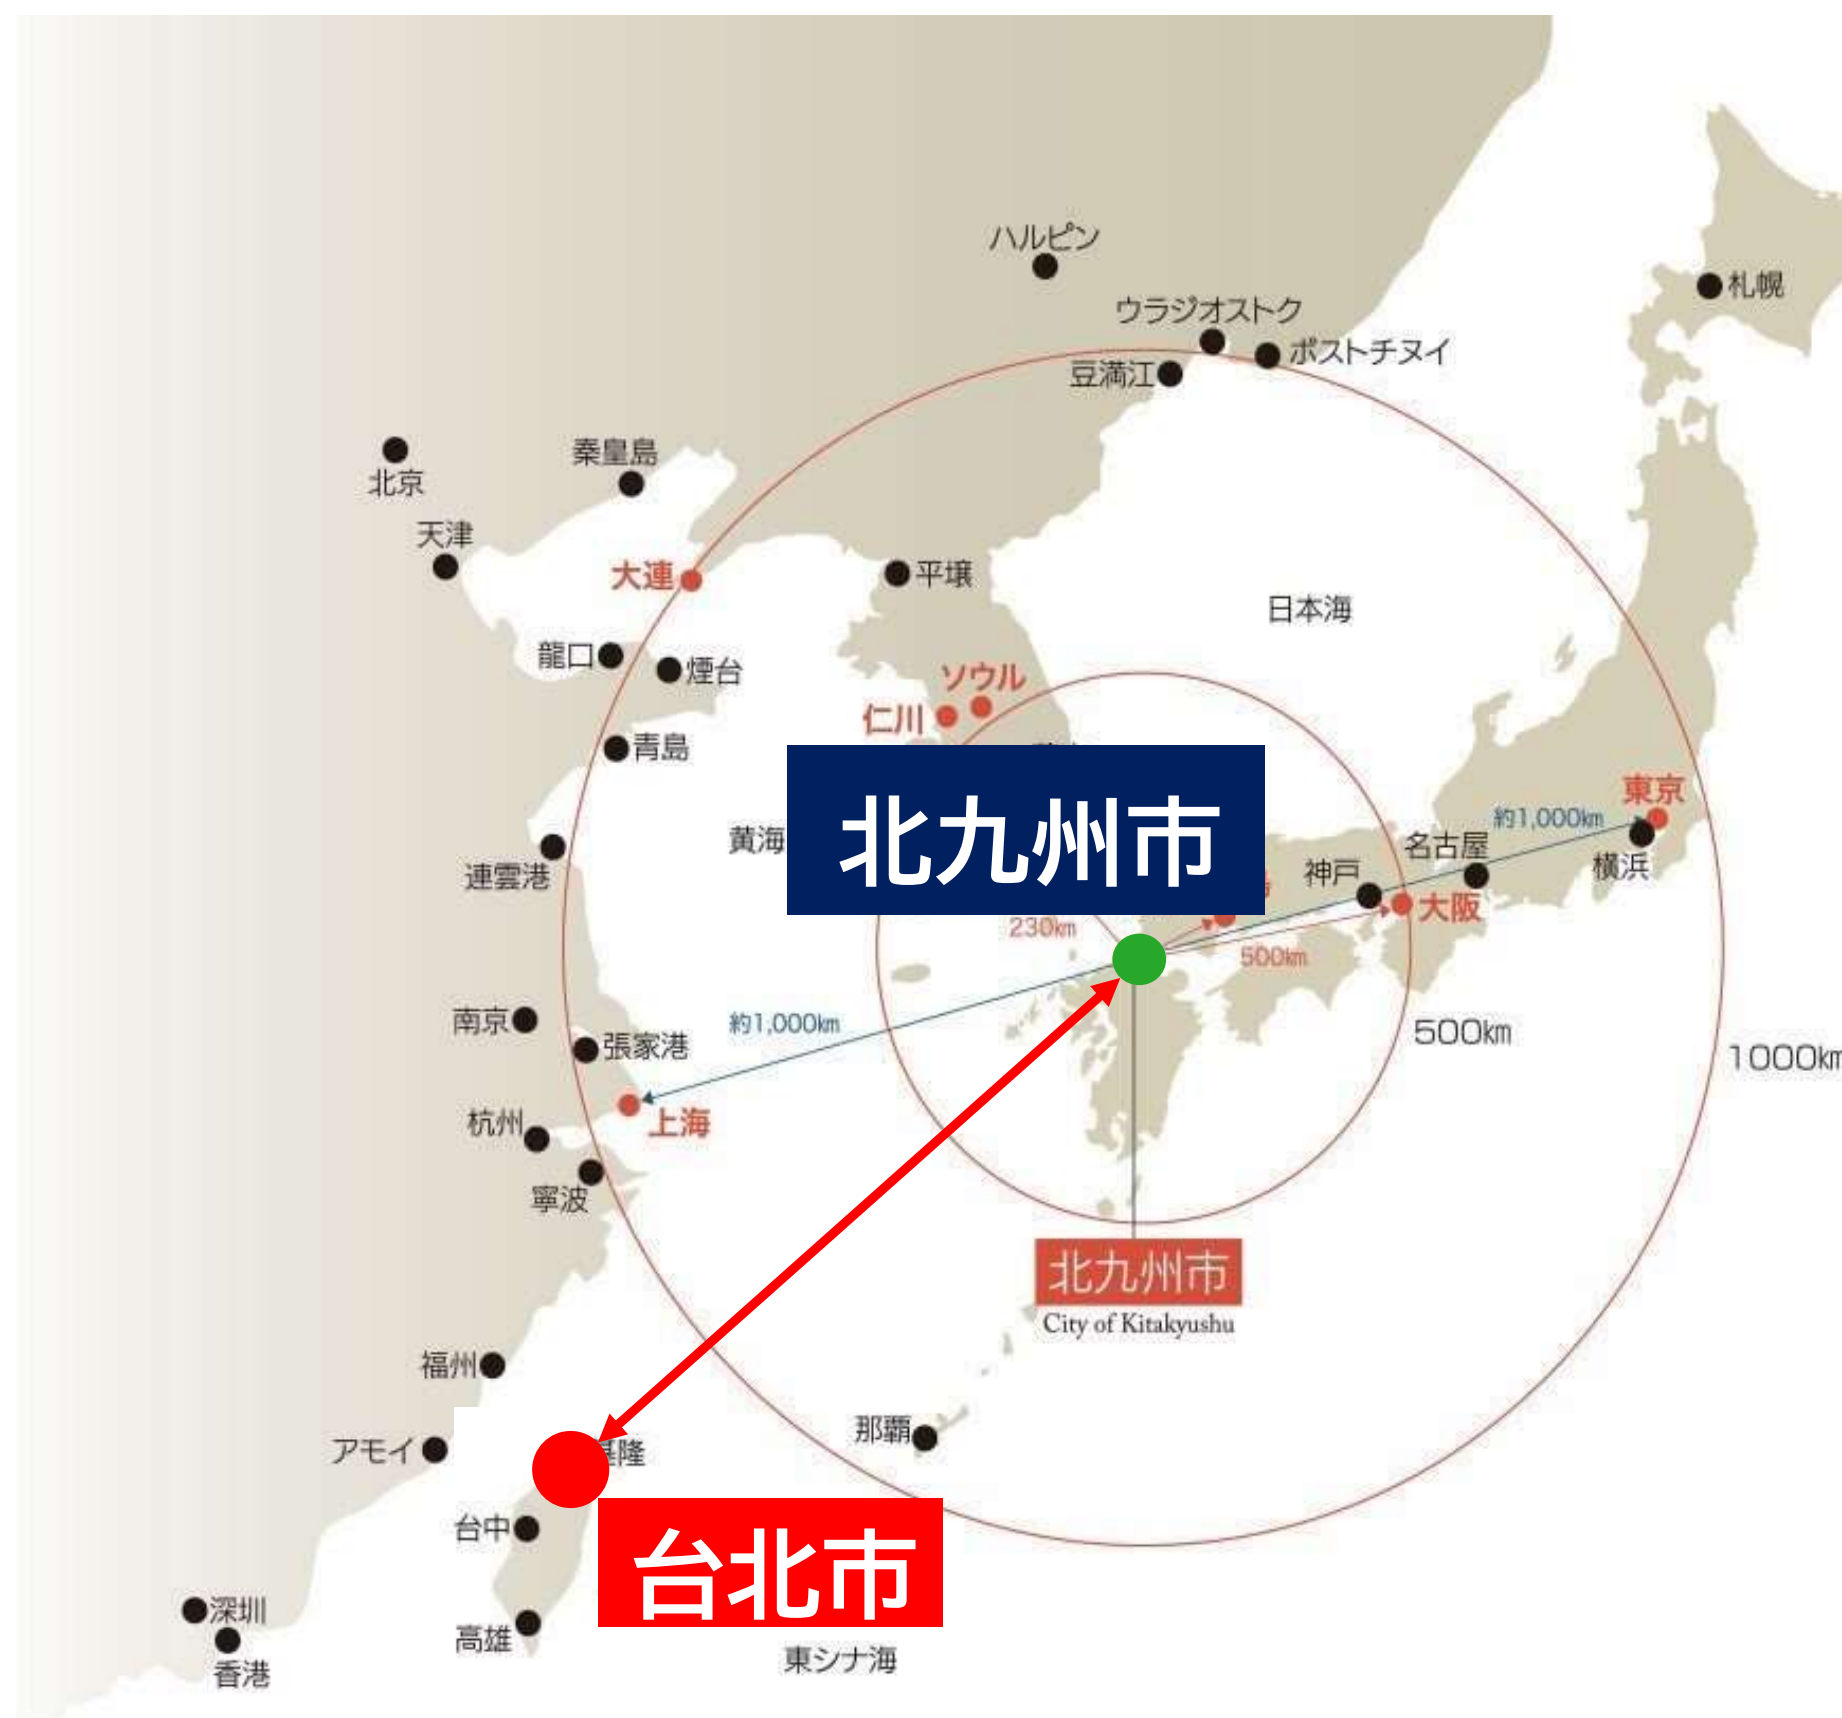 ハルピン
ウラジオストク
ポストチヌイ
豆満江
札幌
北京
秦皇島
天津
大連
平壌
日本海
龍口
煙台
ソウル
仁川
青島
北九州市
黄海
東京
約1,000km
名古屋
横浜
神戸
大阪
連雲港
230km
500km
南京
張家港
約1,000km
500km
1000km
上海
杭州
寧波
北九州市
City of Kitakyushu
福州
那覇
アモイ
隆
台中
台北市
深圳
高雄
香港
東シナ海